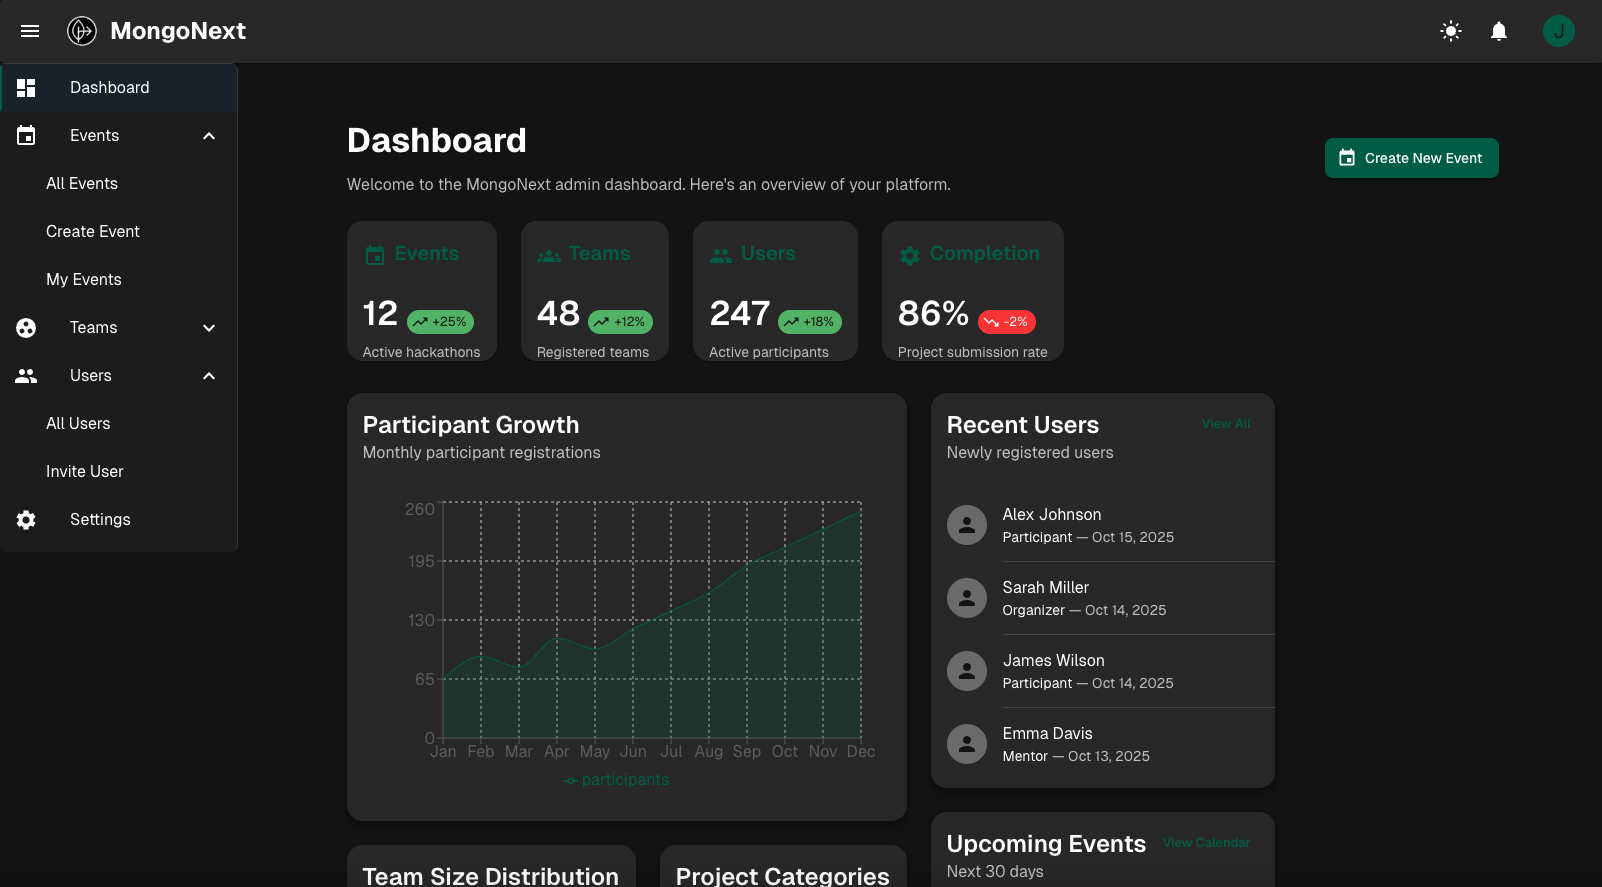 MongoNext
J
Dashboard
Events
All Events
Create Event
My Events
Teams
Users
All Users
Invite User
Settings
Dashboard
Welcome to the MongoNext admin dashboard. Here's an overview of your platform.
Create New Event
Events
12 +25%
Active hackathons
Teams
48 +12%
Registered teams
Users
247 +18%
Active participants
Completion
86% -2%
Project submission rate
Participant Growth
Monthly participant registrations
260
195
130
65
0
Jan Feb Mar Apr May Jun Jul Aug Sep Oct Nov Dec
participants
Recent Users View All
Newly registered users
Alex Johnson
Participant — Oct 15, 2025
Sarah Miller
Organizer — Oct 14, 2025
James Wilson
Participant — Oct 14, 2025
Emma Davis
Mentor — Oct 13, 2025
Team Size Distribution
Project Categories
Upcoming Events View Calendar
Next 30 days